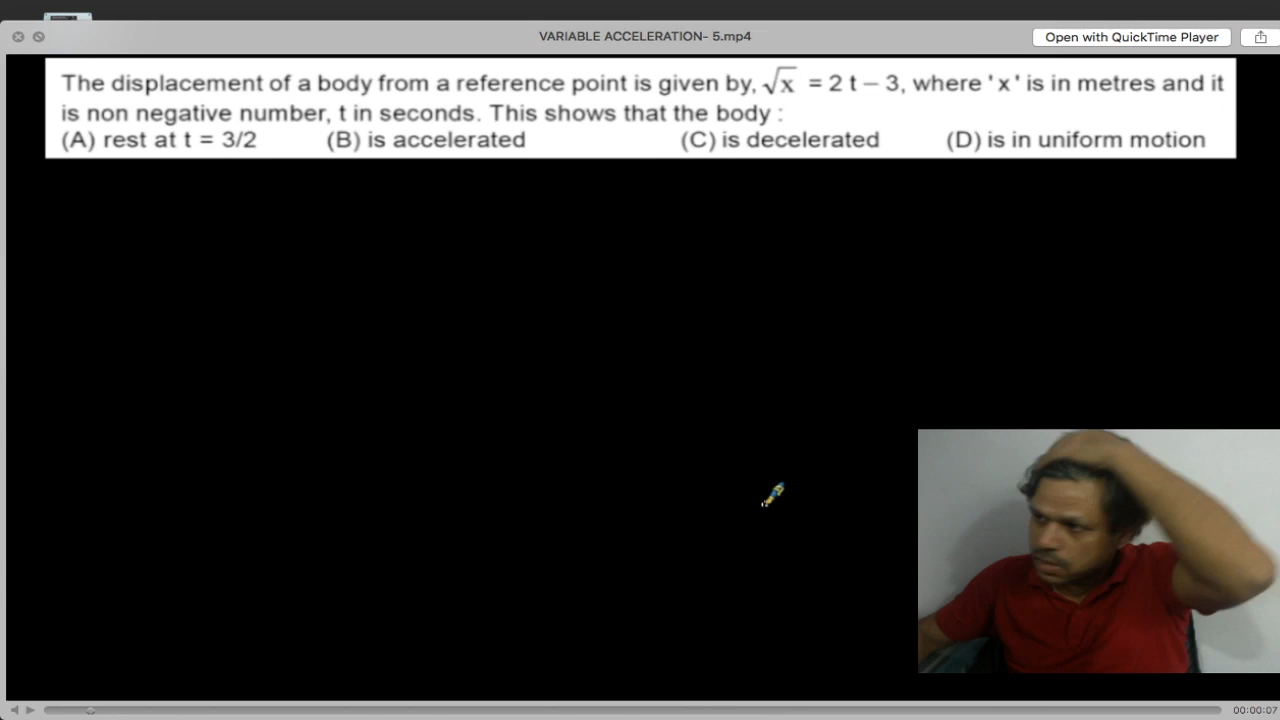 VARIABLE ACCELERATION- 5.mp4
Open with QuickTime Player
The displacement of a body from a reference point is given by, √x = 2 t – 3, where ' x ' is in metres and it
is non negative number, t in seconds. This shows that the body :
(A) rest at t = 3/2 (B) is accelerated (C) is decelerated (D) is in uniform motion
00:00:07